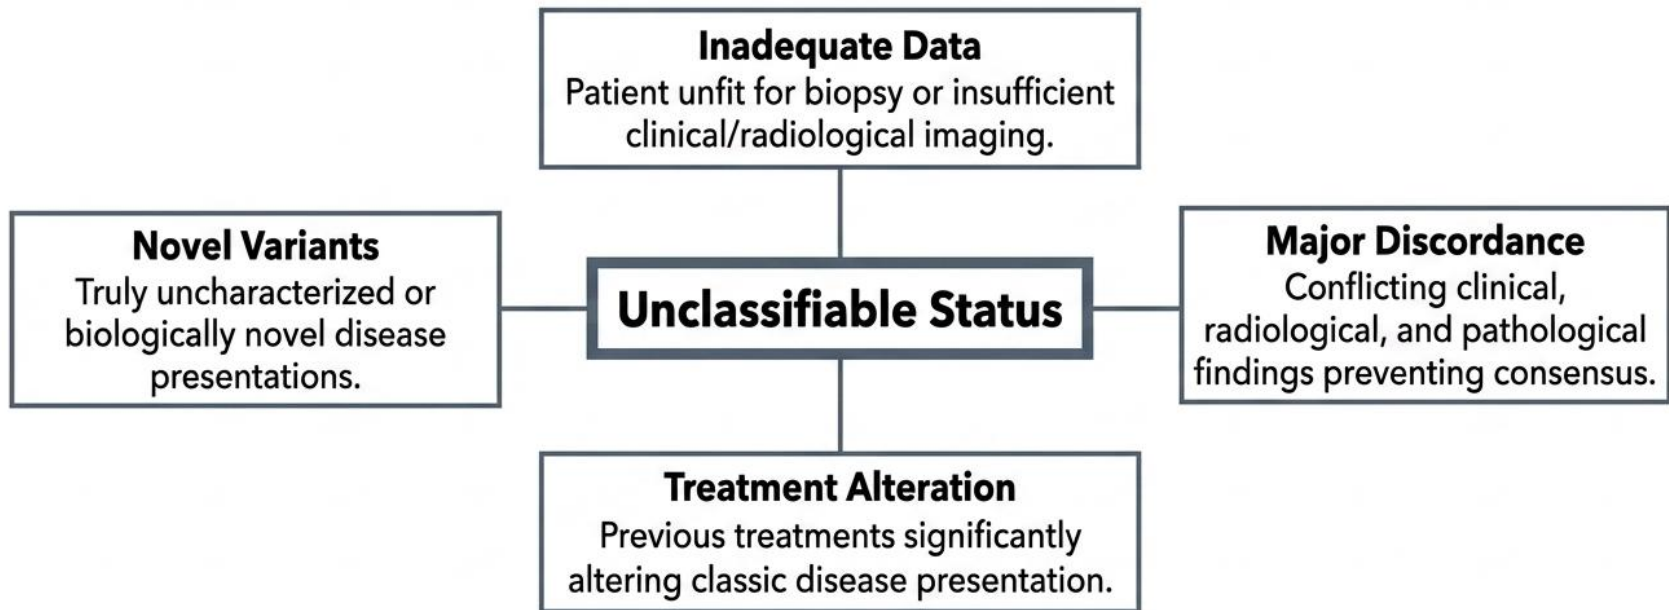 Inadequate Data
Patient unfit for biopsy or insufficient
clinical/radiological imaging.
Novel Variants
Truly uncharacterized or
biologically novel disease
presentations.
Unclassifiable Status
Major Discordance
Conflicting clinical,
radiological, and pathological
findings preventing consensus.
Treatment Alteration
Previous treatments significantly
altering classic disease presentation.